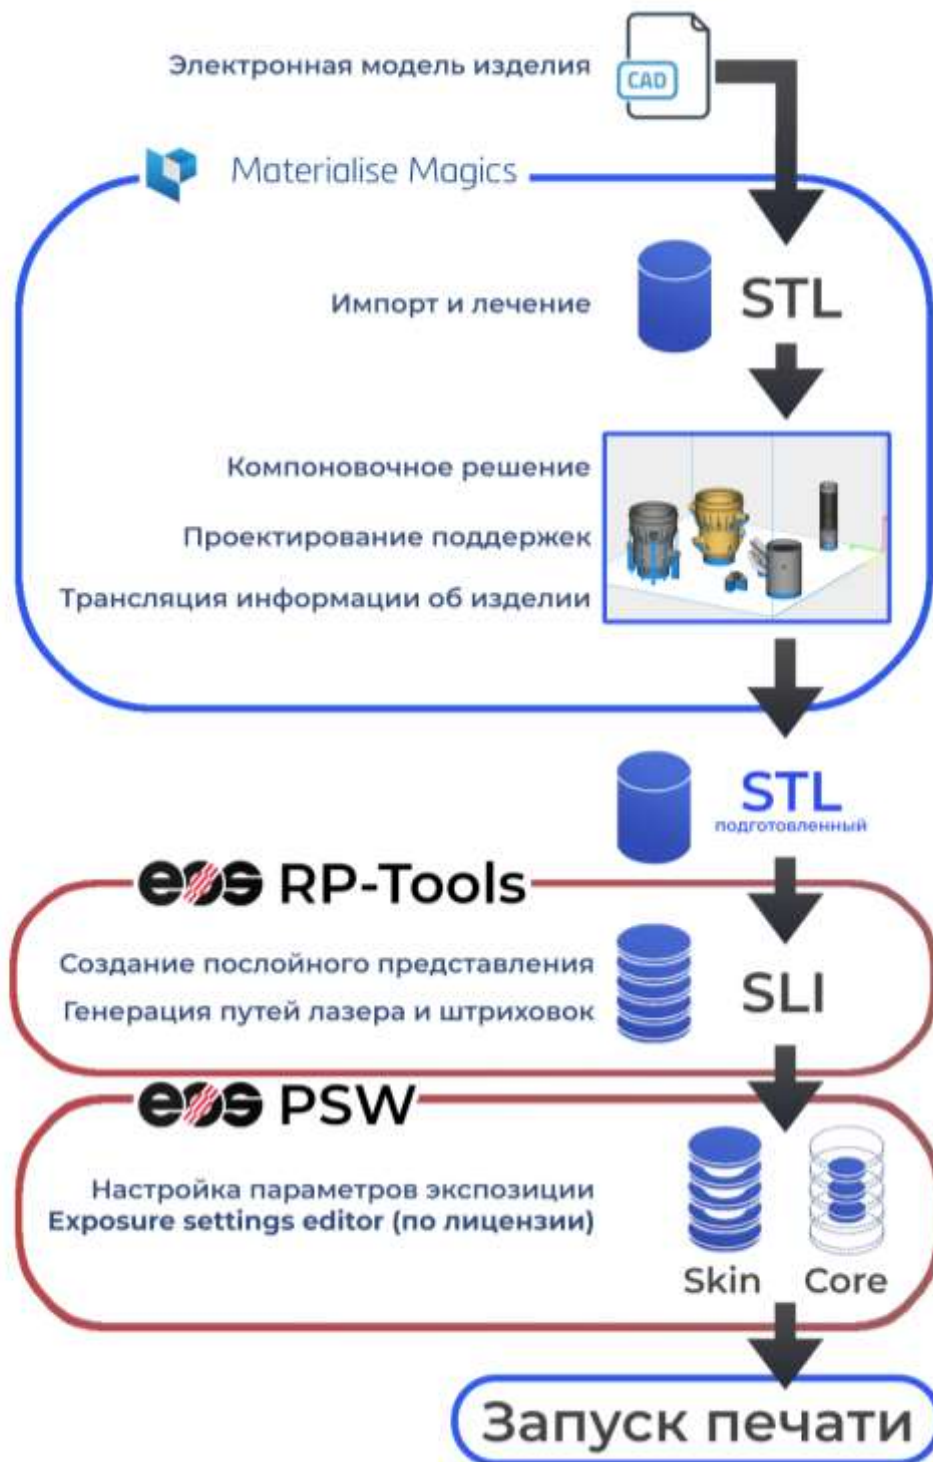 Электронная модель изделия
CAD
Materialise Magics
Импорт и лечение
STL
Компоновочное решение
Проектирование поддержек
Трансляция информации об изделии
STL
подготовленный
eos RP-Tools
Создание послойного представления
SLI
Генерация путей лазера и штриховок
eos PSW
Настройка параметров экспозиции
Exposure settings editor (по лицензии)
Skin
Core
Запуск печати